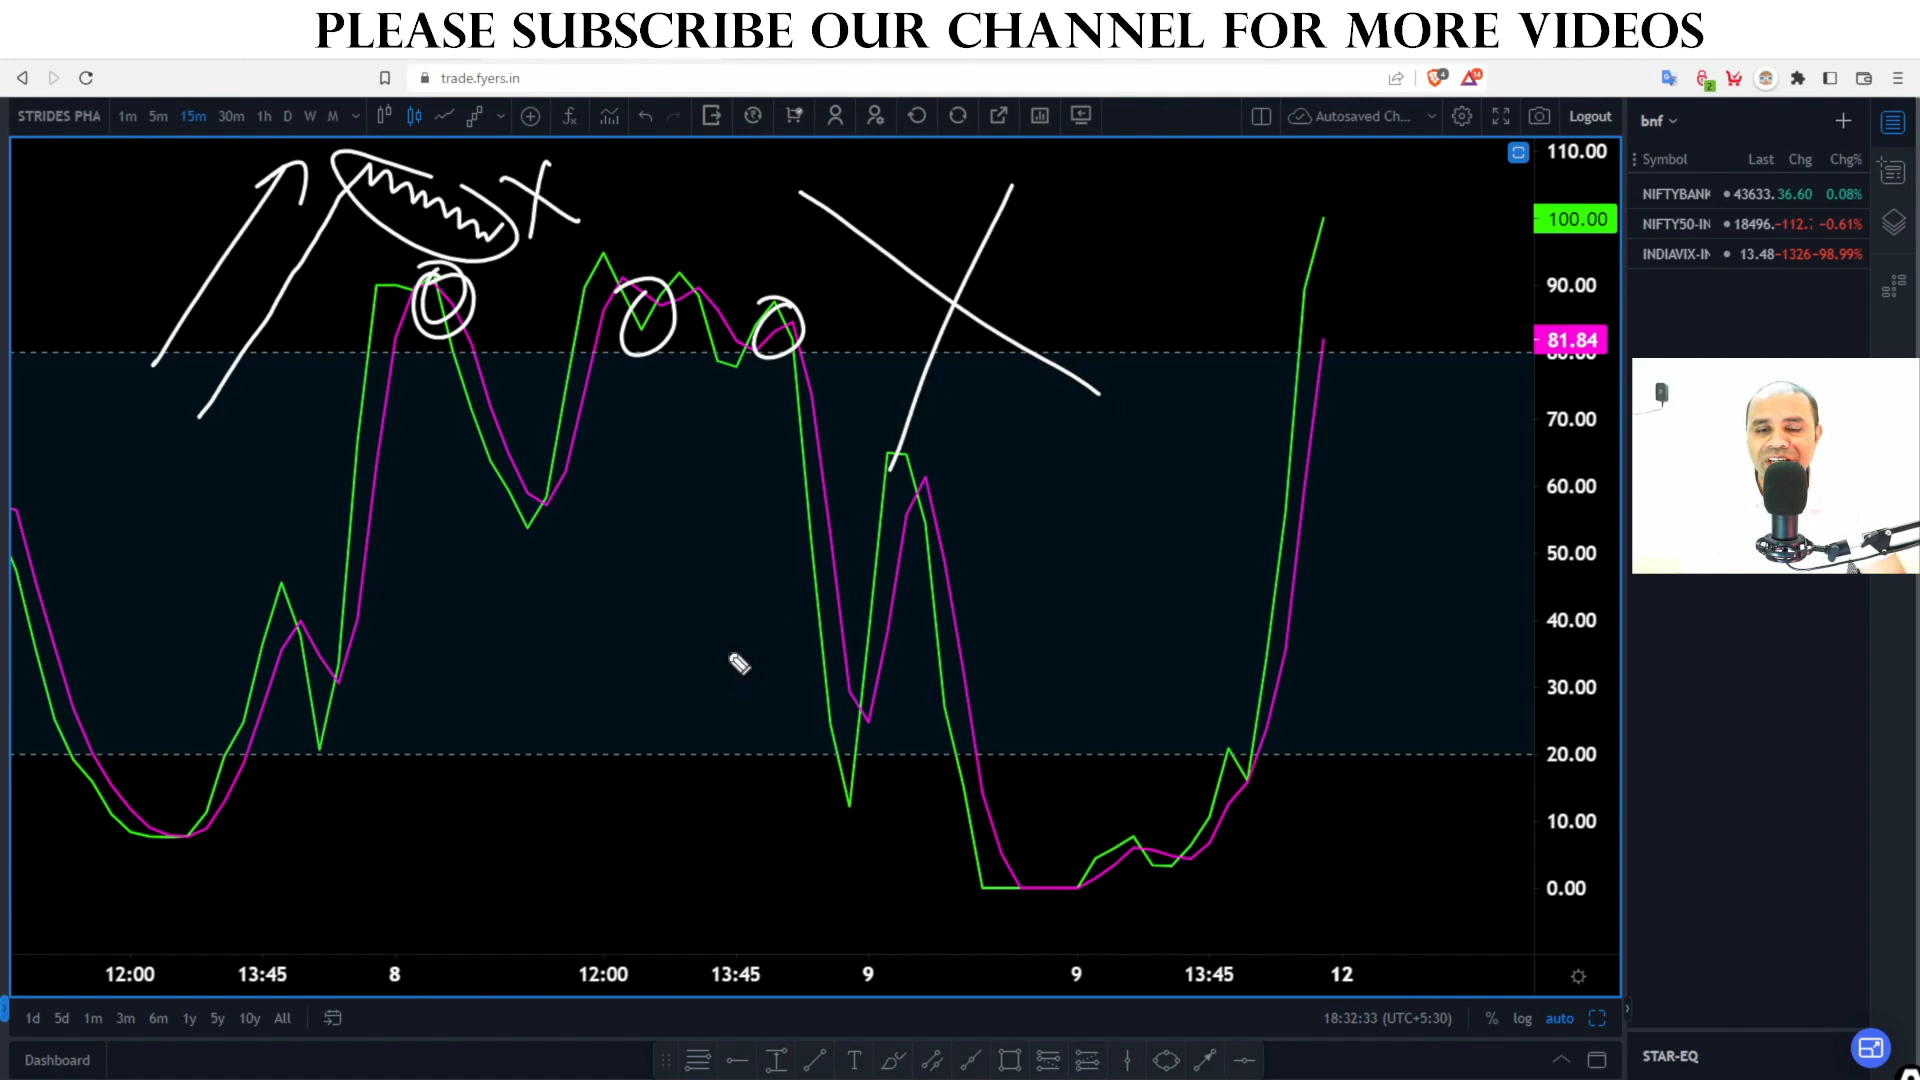 PLEASE SUBSCRIBE OUR CHANNEL FOR MORE VIDEOS
trade.fyers.in
STRIDES PHA 1m 5m 15m 30m 1h D W M Autosaved Ch... Logout
bnf
Symbol Last Chg Chg%
NIFTYBANK 43633. 36.60 0.08%
NIFTY50-IN 18496. -112. -0.61%
INDIAVIX-IN 13.48 -1326 -98.99%
110.00
100.00
90.00
81.84
80.00
70.00
60.00
50.00
40.00
30.00
20.00
10.00
0.00
12:00 13:45 8 12:00 13:45 9 9 13:45 12
1d 5d 1m 3m 6m 1y 5y 10y All 18:32:33 (UTC+5:30) % log auto
Dashboard
STAR-EQ